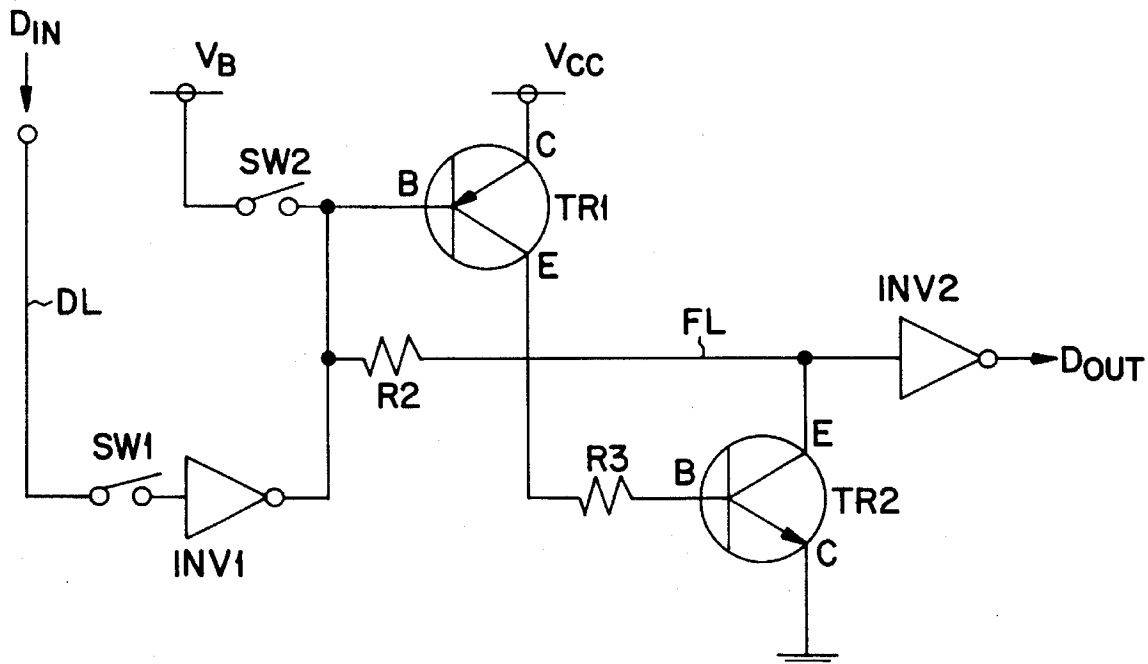 DIN
VB
VCC
SW2
B
C
TR1
E
DL
FL
INV2
R2
DOUT
SW1
R3
B
E
TR2
INV1
C